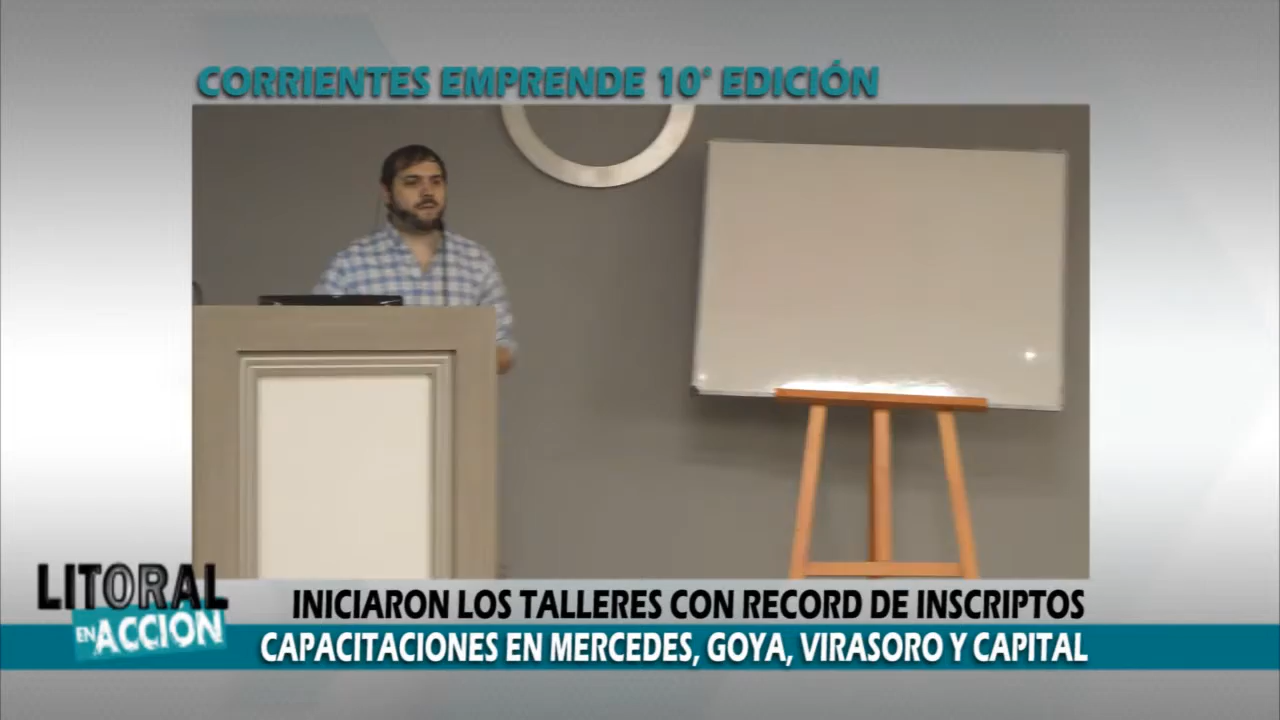 CORRIENTES EMPRENDE 10° EDICIÓN
INICIARON LOS TALLERES CON RECORD DE INSCRIPTOS
CAPACITACIONES EN MERCEDES, GOYA, VIRASORO Y CAPITAL
LITORAL
EN ACCIÓN